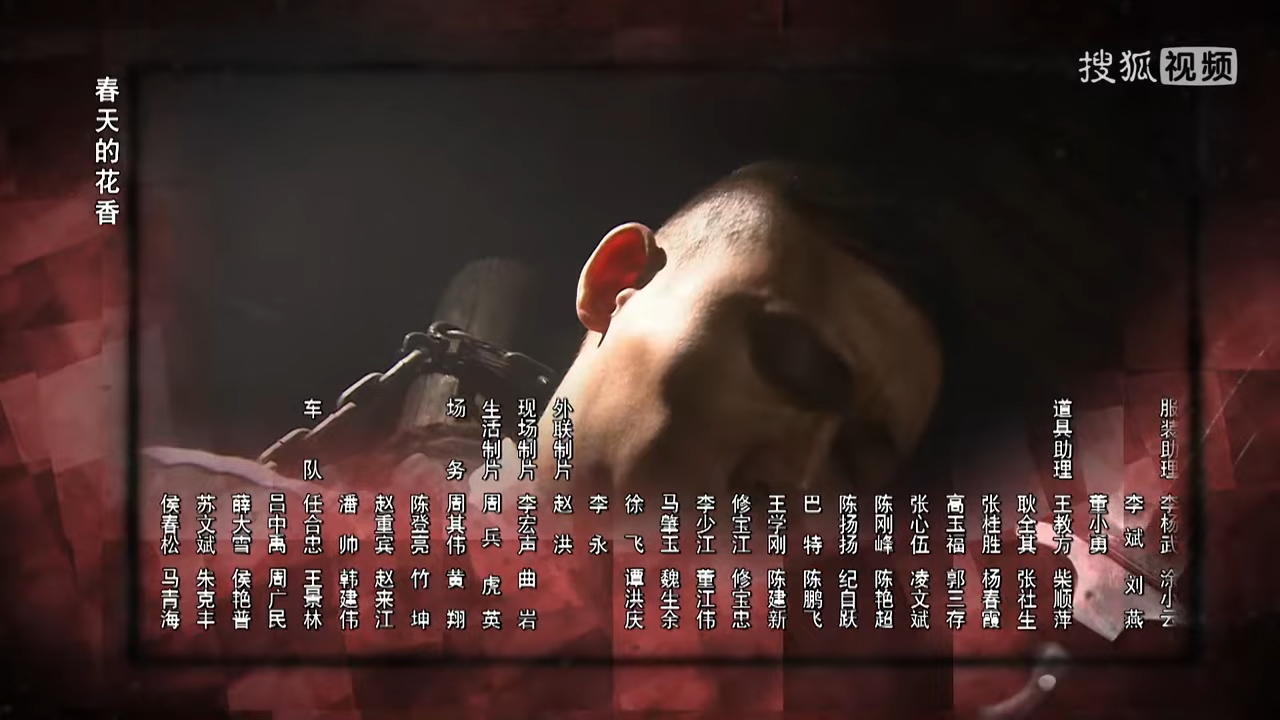 搜狐视频
春天的花香
服装助理
李杨武 涂小云
李斌 刘燕
董小勇
道具助理
王教方 柴顺萍
耿全其 张社生
张桂胜 杨春霞
高玉福 郭三存
张心伍 凌文斌
陈刚峰 陈艳超
陈扬扬 纪自跃
巴特 陈鹏飞
王学刚 陈建新
修宝江 修宝忠
李少江 董江伟
马肇玉 魏生余
徐飞 谭洪庆
李永
外联制片
赵洪
现场制片
李宏声 曲岩
生活制片
周兵 虎英
场务
周其伟 黄翔
陈登亮 竹坤
赵重宾 赵来江
潘帅 韩建伟
车队
任合忠 王景林
吕中禹 周广民
薛大雪 侯艳晋
苏文斌 朱克丰
侯春松 马青海